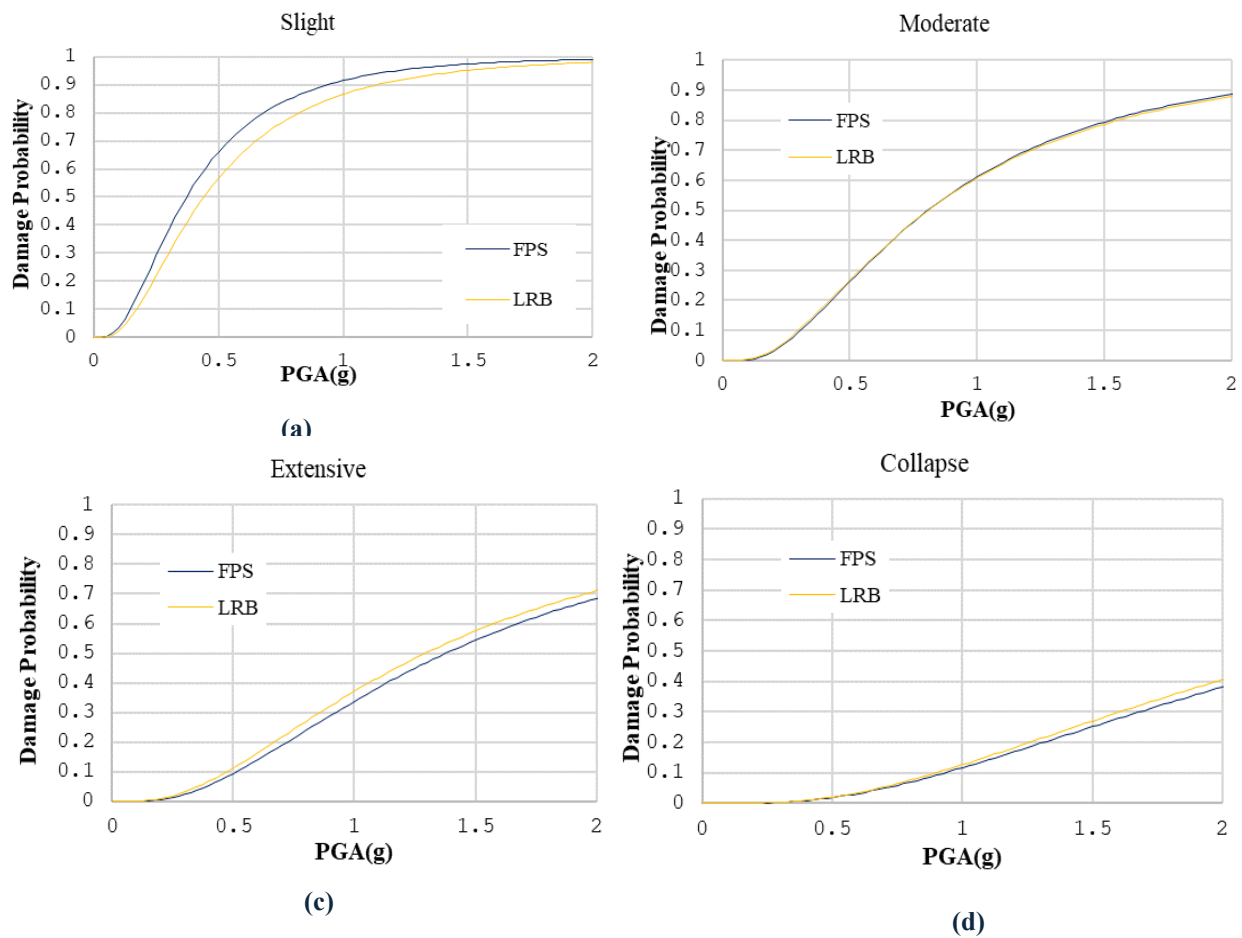 Slight
Damage Probability
1
0.9
0.8
0.7
0.6
0.5
0.4
0.3
0.2
0.1
0
FPS
LRB
0 0.5 1 1.5 2
PGA(g)
(a)
Moderate
Damage Probability
1
0.9
0.8
0.7
0.6
0.5
0.4
0.3
0.2
0.1
0
FPS
LRB
0 0.5 1 1.5 2
PGA(g)
Extensive
Damage Probability
1
0.9
0.8
0.7
0.6
0.5
0.4
0.3
0.2
0.1
0
FPS
LRB
0 0.5 1 1.5 2
PGA(g)
(c)
Collapse
Damage Probability
1
0.9
0.8
0.7
0.6
0.5
0.4
0.3
0.2
0.1
0
FPS
LRB
0 0.5 1 1.5 2
PGA(g)
(d)